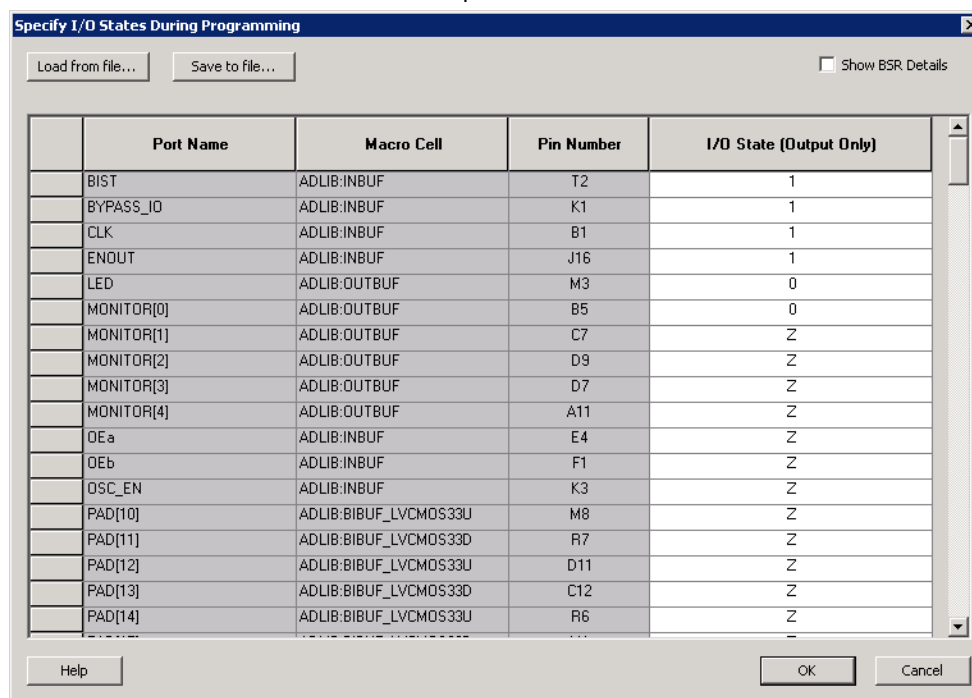 Specify I/O States During Programming
Load from file... Save to file... Show BSR Details
Port Name Macro Cell Pin Number I/O State (Output Only)
BIST ADLIB:INBUF T2 1
BYPASS_IO ADLIB:INBUF K1 1
CLK ADLIB:INBUF B1 1
ENOUT ADLIB:INBUF J16 1
LED ADLIB:OUTBUF M3 0
MONITOR[0] ADLIB:OUTBUF B5 0
MONITOR[1] ADLIB:OUTBUF C7 Z
MONITOR[2] ADLIB:OUTBUF D9 Z
MONITOR[3] ADLIB:OUTBUF D7 Z
MONITOR[4] ADLIB:OUTBUF A11 Z
OEa ADLIB:INBUF E4 Z
OEb ADLIB:INBUF F1 Z
OSC_EN ADLIB:INBUF K3 Z
PAD[10] ADLIB:BIBUF_LVCMOS33U M8 Z
PAD[11] ADLIB:BIBUF_LVCMOS33D R7 Z
PAD[12] ADLIB:BIBUF_LVCMOS33U D11 Z
PAD[13] ADLIB:BIBUF_LVCMOS33D C12 Z
PAD[14] ADLIB:BIBUF_LVCMOS33U R6 Z
Help OK Cancel